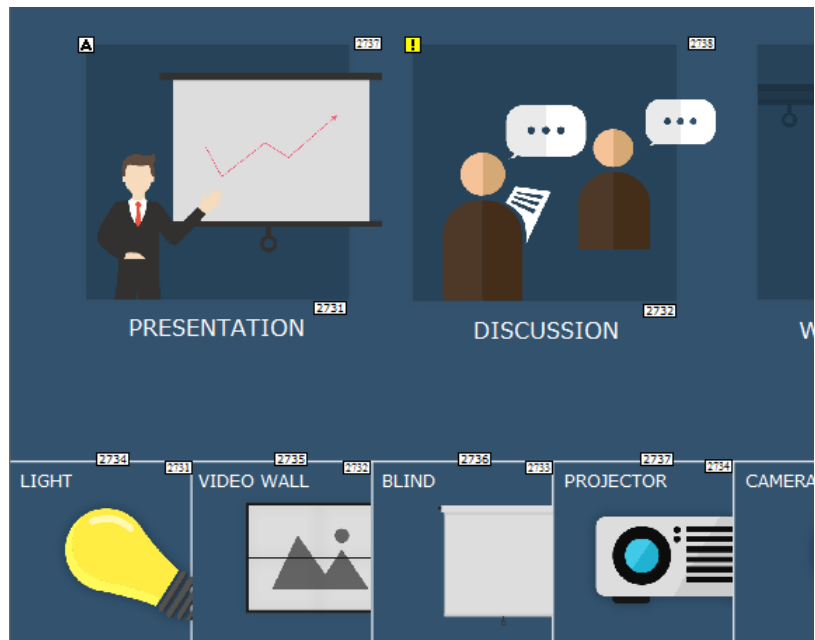 A
2737
!
2738
2731
2732
PRESENTATION
DISCUSSION
W
2734
2731
2735
2732
2736
2733
2737
2734
LIGHT
VIDEO WALL
BLIND
PROJECTOR
CAMERA